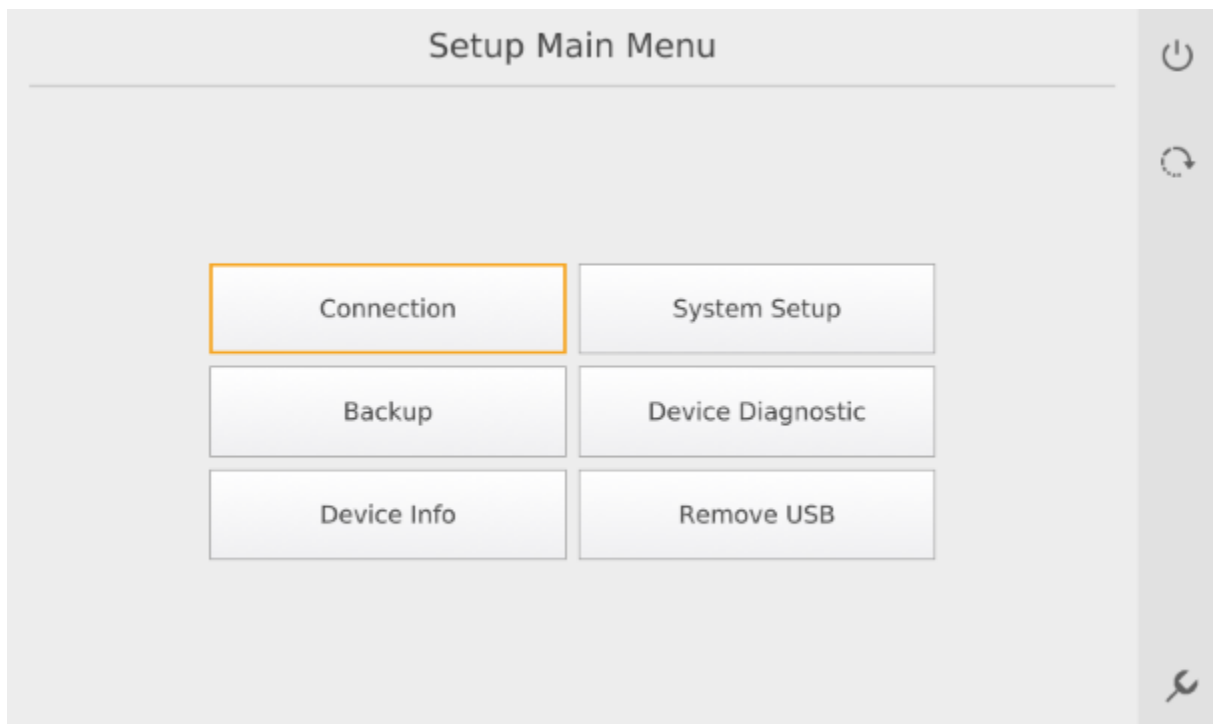 Setup Main Menu
Connection
System Setup
Backup
Device Diagnostic
Device Info
Remove USB